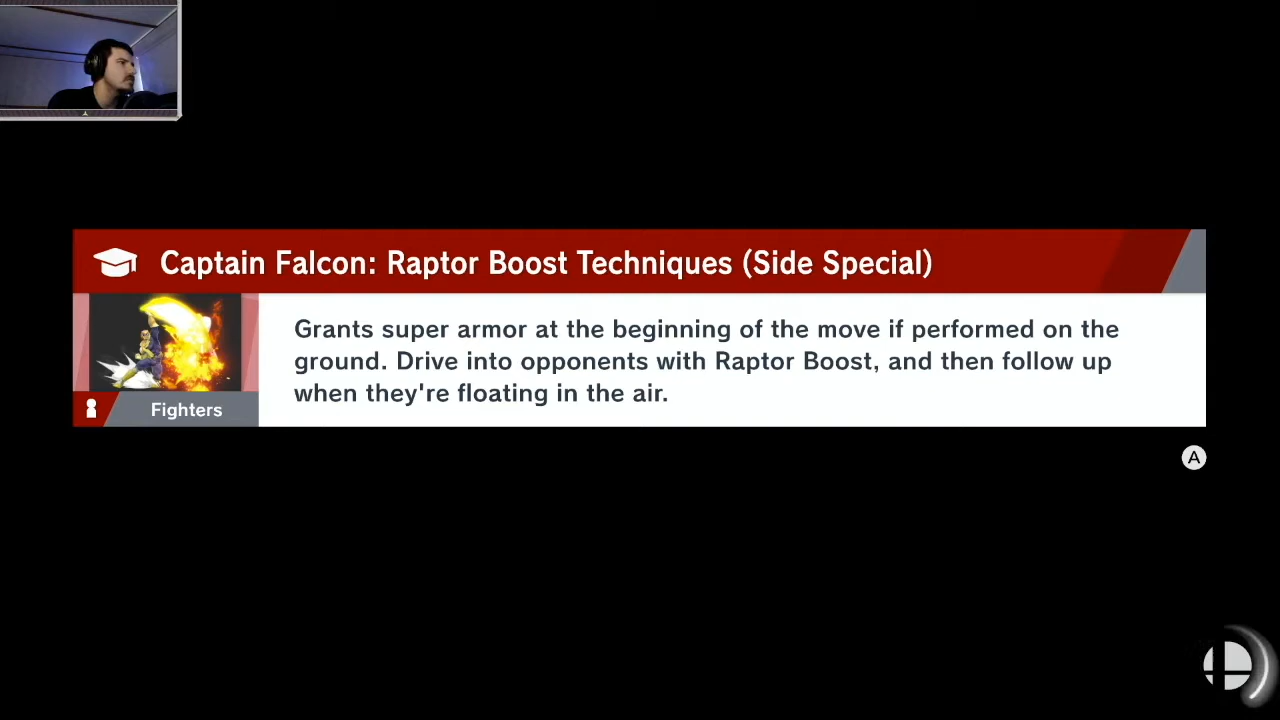 Captain Falcon: Raptor Boost Techniques (Side Special)
Grants super armor at the beginning of the move if performed on the
ground. Drive into opponents with Raptor Boost, and then follow up
when they're floating in the air.
Fighters
A